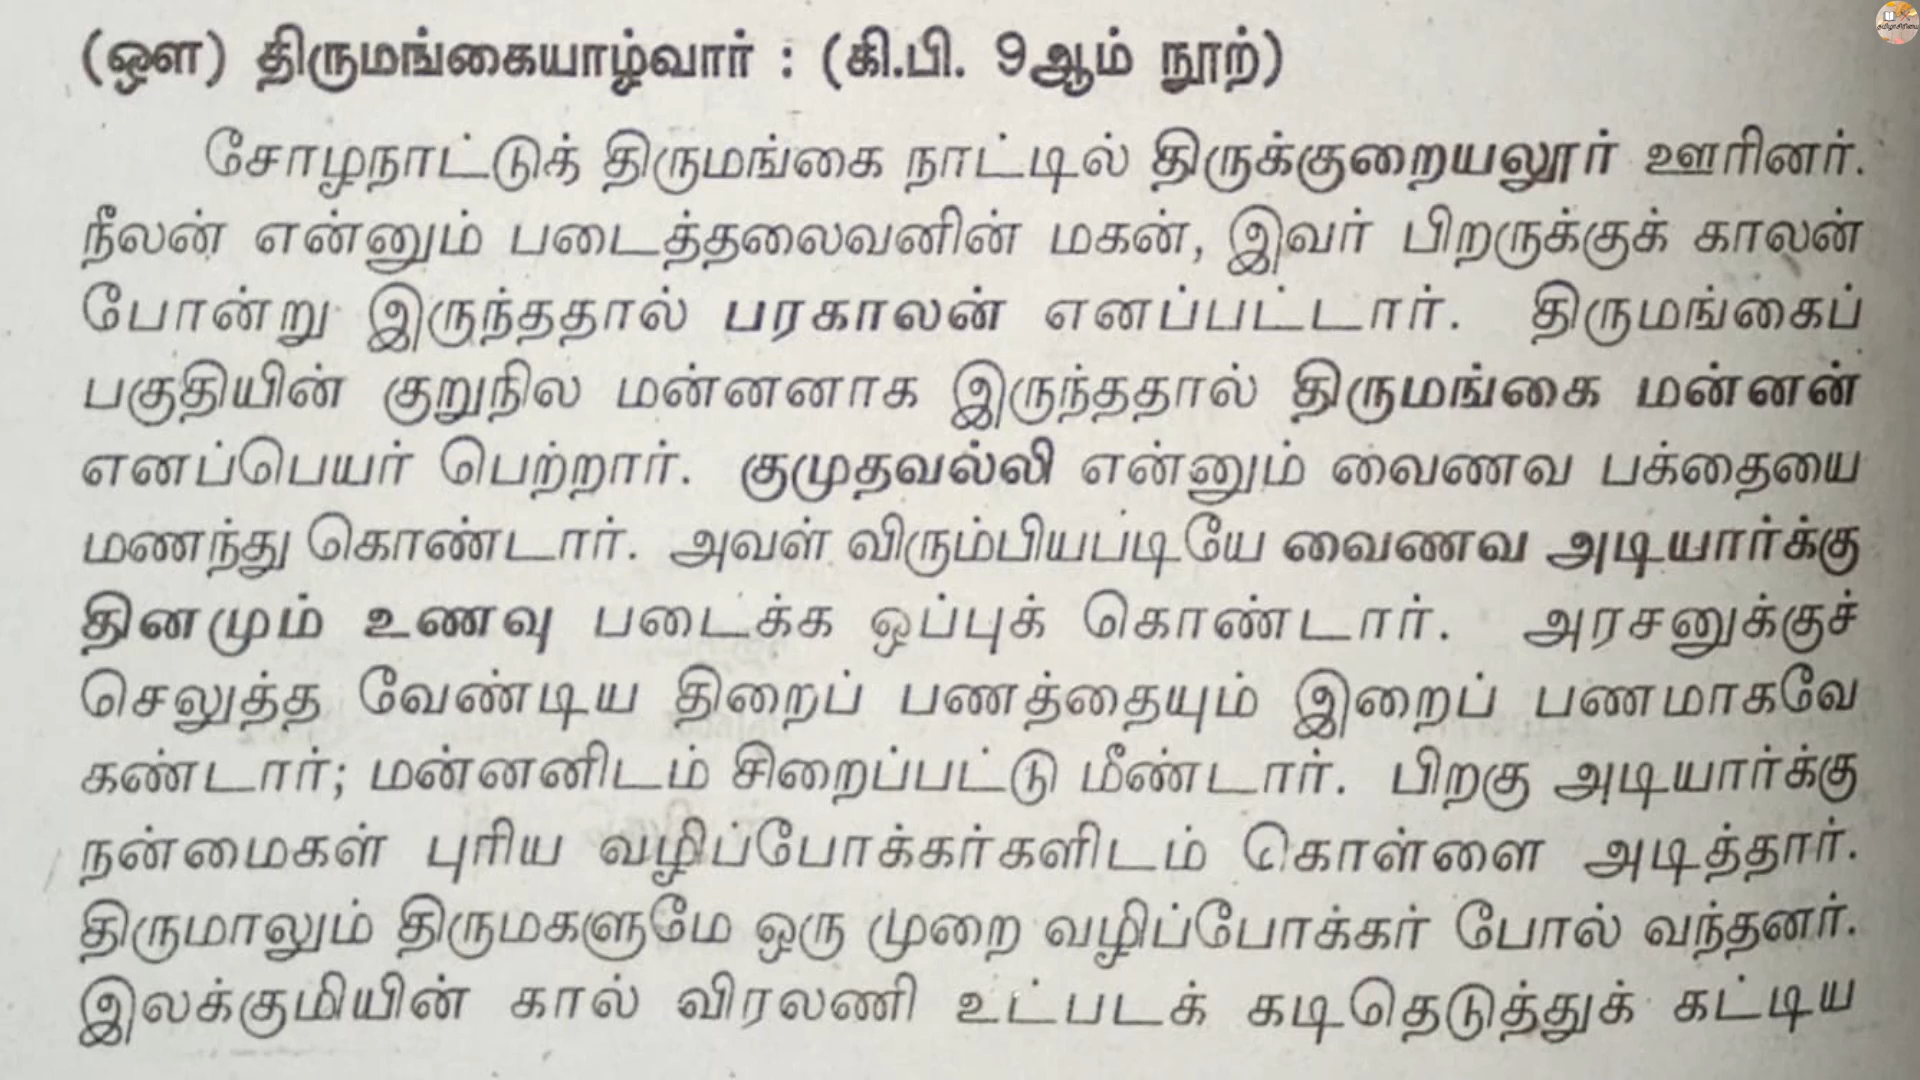 (ஔ) திருமங்கையாழ்வார் : (கி.பி. 9ஆம் நூற்)
சோழநாட்டுக் திருமங்கை நாட்டில் திருக்குறையலூர் ஊரினர்.
நீலன் என்னும் படைத்தலைவனின் மகன், இவர் பிறருக்குக் காலன்
போன்று இருந்ததால் பரகாலன் எனப்பட்டார். திருமங்கைப்
பகுதியின் குறுநில மன்னனாக இருந்ததால் திருமங்கை மன்னன்
எனப்பெயர் பெற்றார். குமுதவல்லி என்னும் வைணவ பக்தையை
மணந்து கொண்டார். அவள் விரும்பியபடியே வைணவ அடியார்க்கு
தினமும் உணவு படைக்க ஒப்புக் கொண்டார். அரசனுக்குச்
செலுத்த வேண்டிய திறைப் பணத்தையும் இறைப் பணமாகவே
கண்டார்; மன்னனிடம் சிறைப்பட்டு மீண்டார். பிறகு அடியார்க்கு
நன்மைகள் புரிய வழிப்போக்கர்களிடம் கொள்ளை அடித்தார்.
திருமாலும் திருமகளுமே ஒரு முறை வழிப்போக்கர் போல் வந்தனர்.
இலக்குமியின் கால் விரலணி உட்படக் கடிதெடுத்துக் கட்டிய